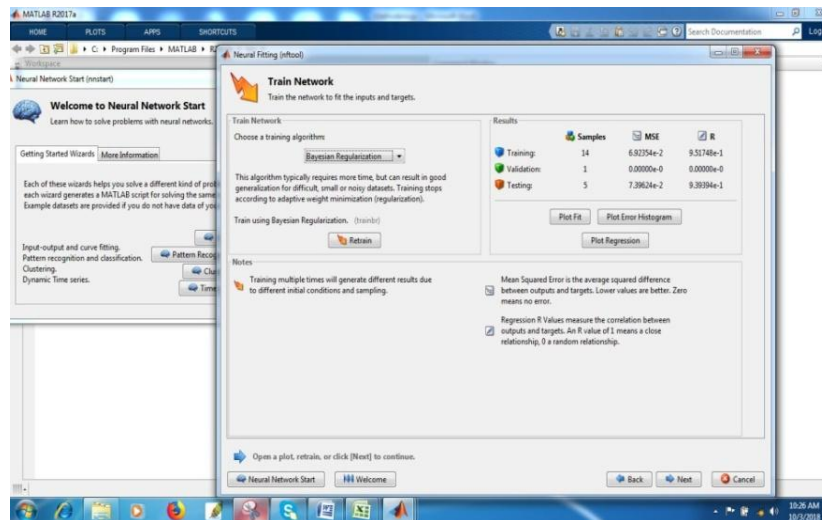 MATLAB R2017a
HOME PLOTS APPS SHORTCUTS
Search Documentation
Log
C: Program Files MATLAB
Workspace
Neural Network Start (nnstart)
Welcome to Neural Network Start
Learn how to solve problems with neural networks.
Getting Started Wizards More Information
Each of these wizards helps you solve a different kind of
each wizard generates a MATLAB script for solving the same
Example datasets are provided if you do not have data of
Input-output and curve fitting.
Pattern recognition and classification.
Pattern
Clustering.
Dynamic Time series.
Time
Neural Fitting (nftool)
Train Network
Train the network to fit the inputs and targets.
Train Network
Choose a training algorithm:
Bayesian Regularization
This algorithm typically requires more time, but can result in good
generalization for difficult, small or noisy datasets. Training stops
according to adaptive weight minimization (regularization).
Train using Bayesian Regularization. (trainbr)
Retrain
Results
Samples MSE R
Training: 14 6.92354e-2 9.51748e-1
Validation: 1 0.00000e-0 0.00000e-0
Testing: 5 7.39624e-2 9.39394e-1
Plot Fit Plot Error Histogram
Plot Regression
Notes
Training multiple times will generate different results due
to different initial conditions and sampling.
Mean Squared Error is the average squared difference
between outputs and targets. Lower values are better. Zero
means no error.
Regression R Values measure the correlation between
outputs and targets. An R value of 1 means a close
relationship, 0 a random relationship.
Open a plot, retrain, or click [Next] to continue.
Neural Network Start Welcome Back Next Cancel
10:26 AM
10/3/2018